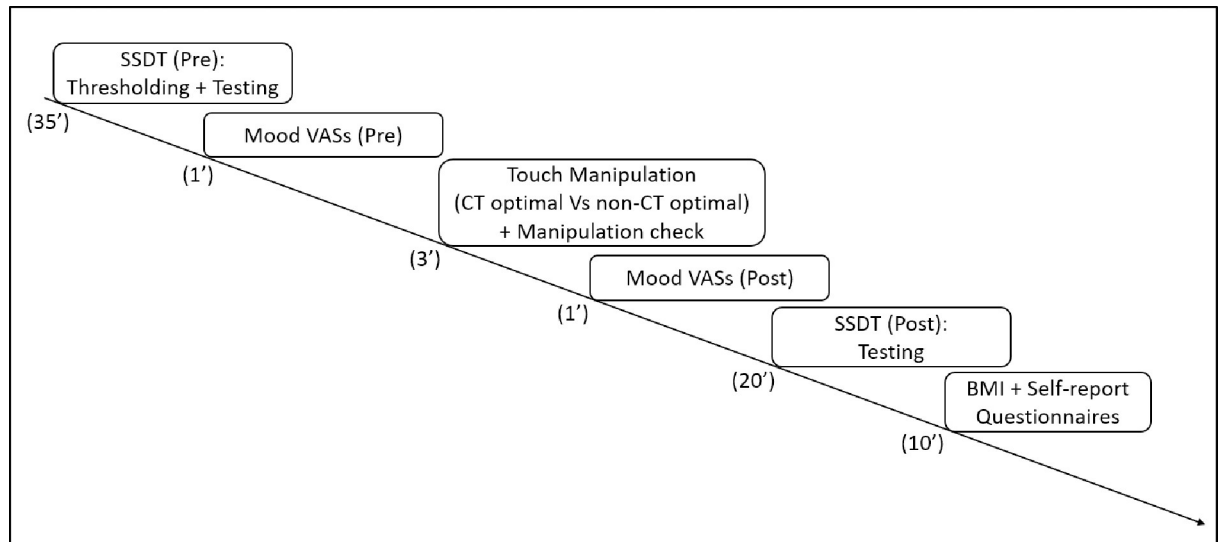 SSDT (Pre):
Thresholding + Testing
(35’)
Mood VASs (Pre)
(1’)
Touch Manipulation
(CT optimal Vs non-CT optimal)
+ Manipulation check
(3’)
Mood VASs (Post)
(1’)
SSDT (Post):
Testing
(20’)
BMI + Self-report
Questionnaires
(10’)